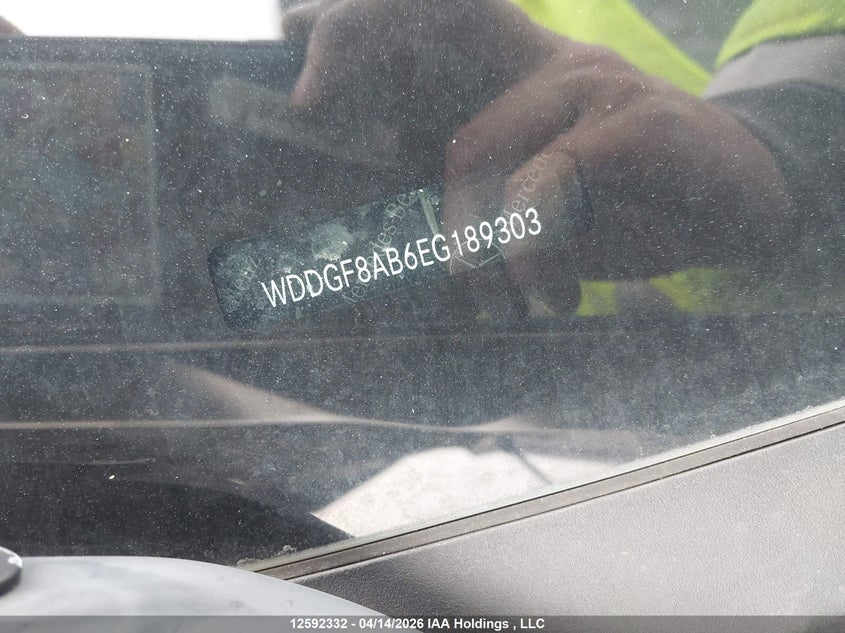 WDDGF8AB6EG189303
12592332 - 04/14/2026 IAA Holdings , LLC